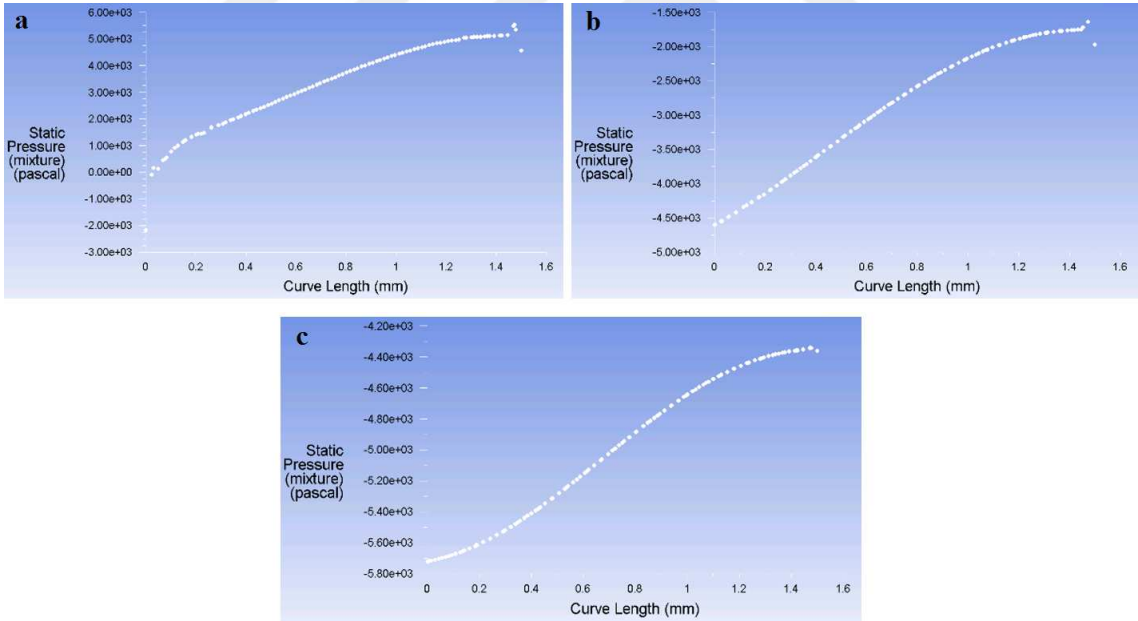 a
6.00e+03
5.00e+03
4.00e+03
3.00e+03
2.00e+03
1.00e+03
0.00e+00
-1.00e+03
-2.00e+03
-3.00e+03
Static
Pressure
(mixture)
(pascal)
0 0.2 0.4 0.6 0.8 1 1.2 1.4 1.6
Curve Length (mm)
b
-1.50e+03
-2.00e+03
-2.50e+03
-3.00e+03
-3.50e+03
-4.00e+03
-4.50e+03
-5.00e+03
Static
Pressure
(mixture)
(pascal)
0 0.2 0.4 0.6 0.8 1 1.2 1.4 1.6
Curve Length (mm)
c
-4.20e+03
-4.40e+03
-4.60e+03
-4.80e+03
-5.00e+03
-5.20e+03
-5.40e+03
-5.60e+03
-5.80e+03
Static
Pressure
(mixture)
(pascal)
0 0.2 0.4 0.6 0.8 1 1.2 1.4 1.6
Curve Length (mm)